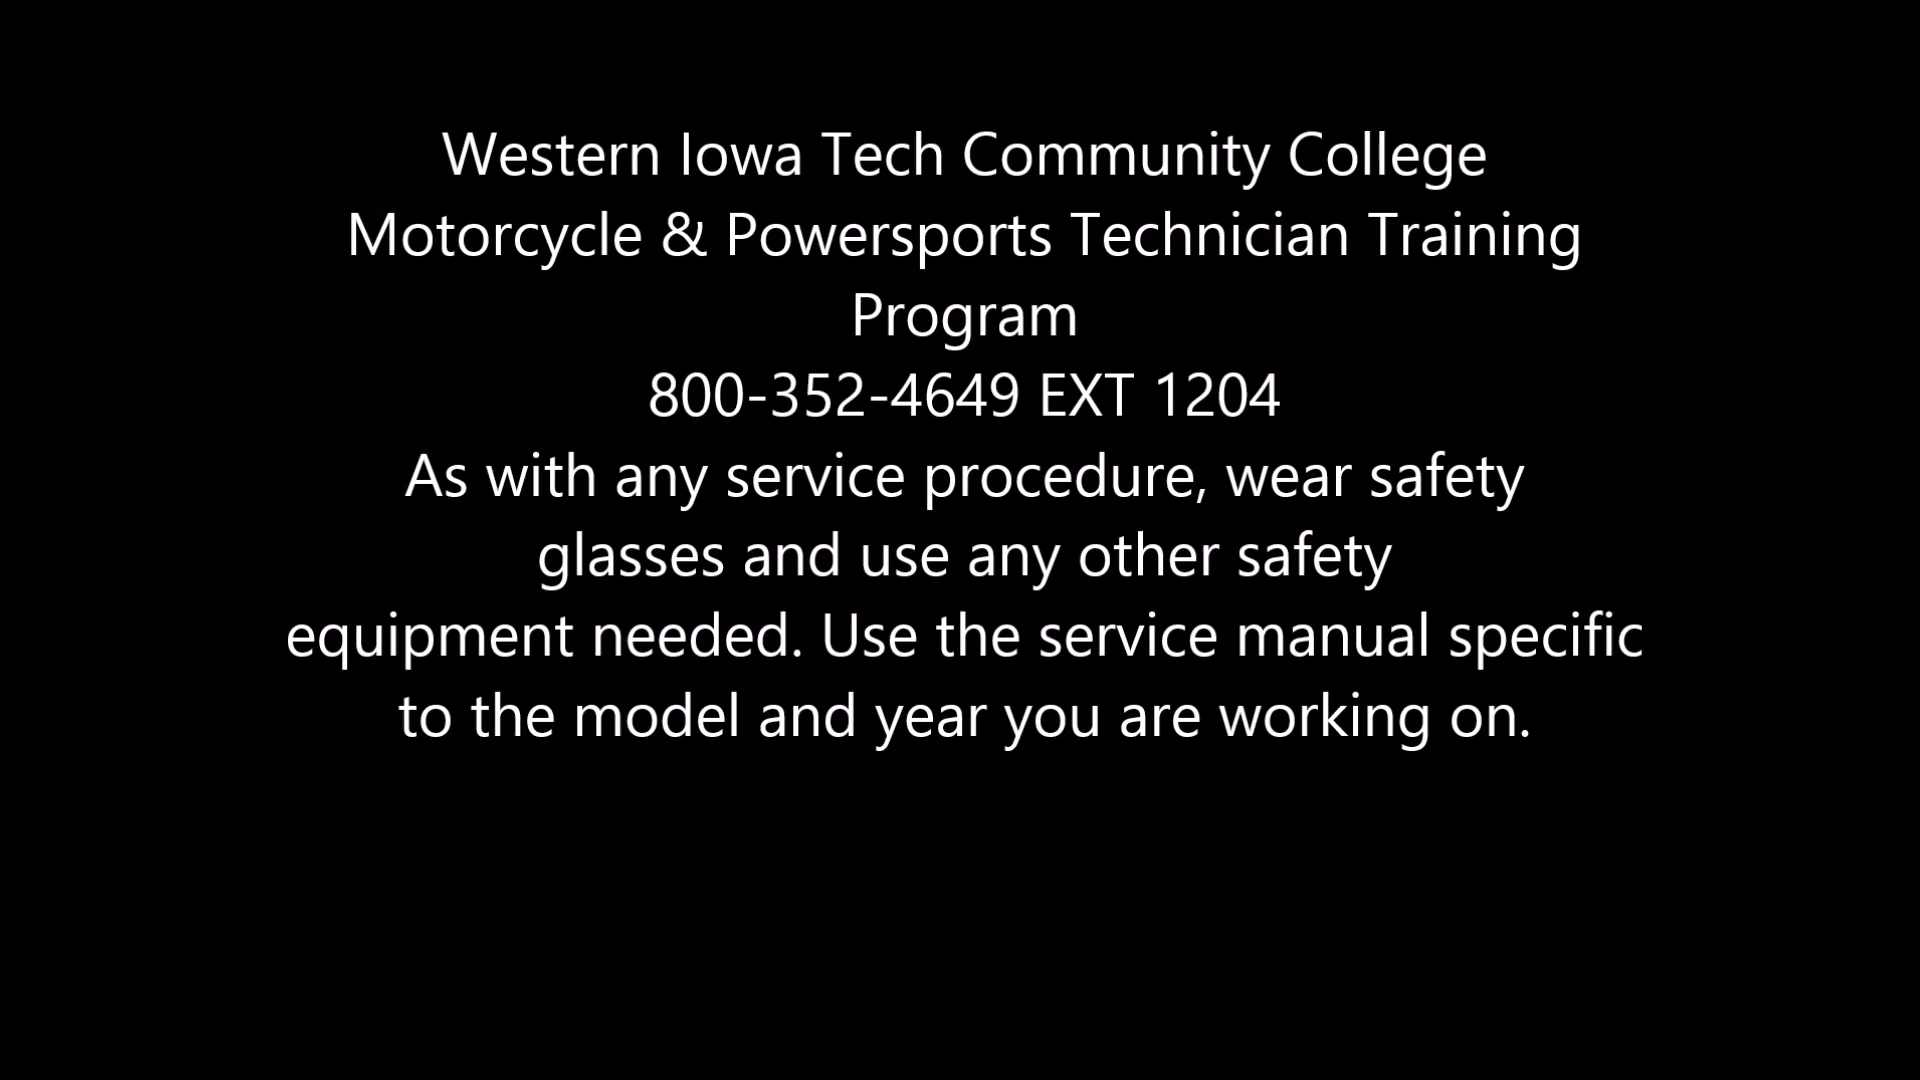 Western Iowa Tech Community College
Motorcycle & Powersports Technician Training
Program
800-352-4649 EXT 1204
As with any service procedure, wear safety
glasses and use any other safety
equipment needed. Use the service manual specific
to the model and year you are working on.